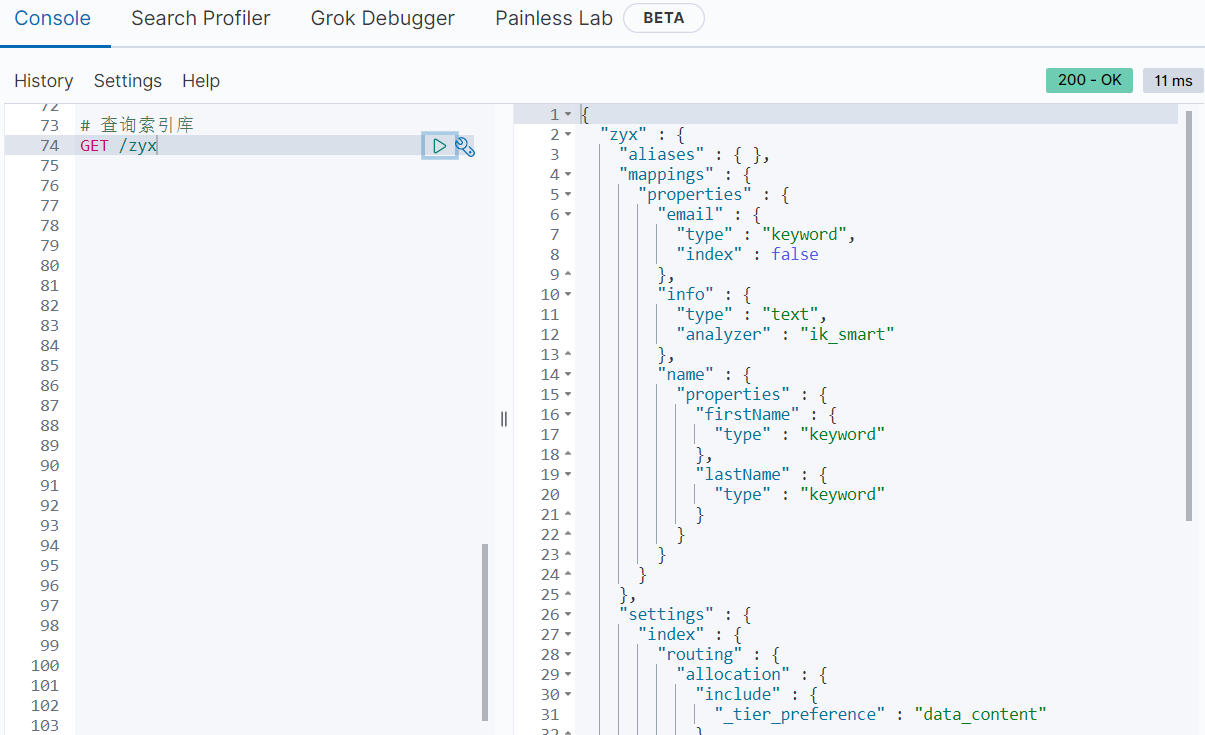 Console Search Profiler Grok Debugger Painless Lab BETA
History Settings Help 200 - OK 11 ms
72
73 # 查询索引库
74 GET /zyx
75
76
77
78
79
80
81
82
83
84
85
86
87
88
89
90
91
92
93
94
95
96
97
98
99
100
101
102
103
1 {
2 "zyx" : {
3 "aliases" : { },
4 "mappings" : {
5 "properties" : {
6 "email" : {
7 "type" : "keyword",
8 "index" : false
9 },
10 "info" : {
11 "type" : "text",
12 "analyzer" : "ik_smart"
13 },
14 "name" : {
15 "properties" : {
16 "firstName" : {
17 "type" : "keyword"
18 },
19 "lastName" : {
20 "type" : "keyword"
21 }
22 }
23 }
24 }
25 },
26 "settings" : {
27 "index" : {
28 "routing" : {
29 "allocation" : {
30 "include" : {
31 "_tier_preference" : "data_content"
32 }